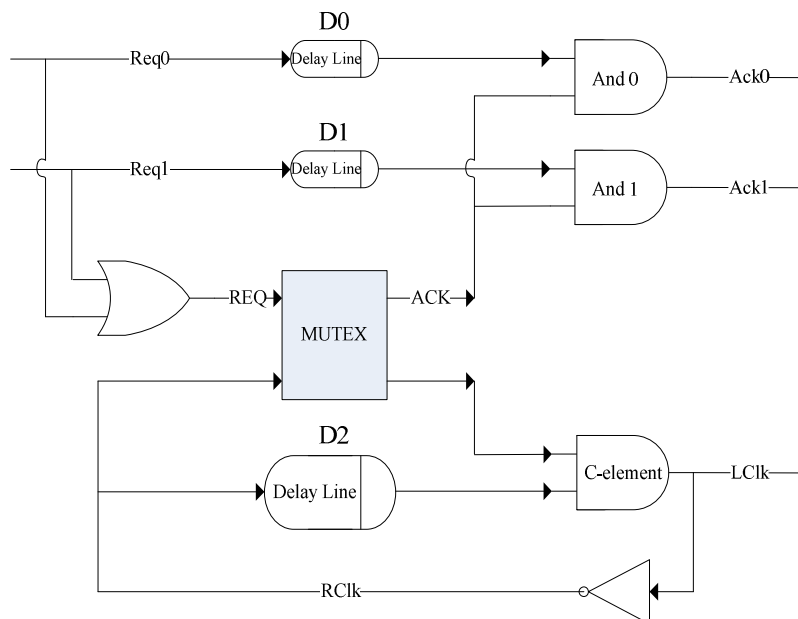 D0
Req0
Delay Line
And 0
Ack0
D1
Req1
Delay Line
And 1
Ack1
REQ
MUTEX
ACK
D2
Delay Line
C-element
LClk
RClk